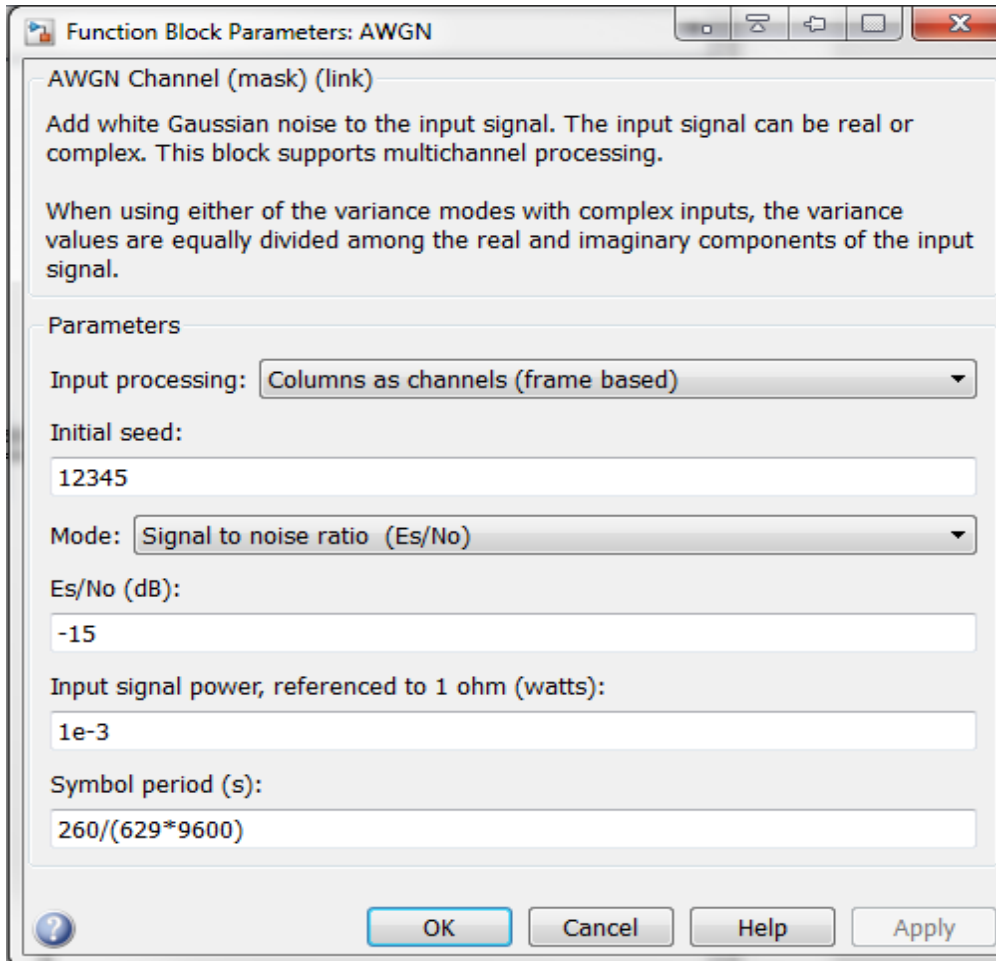 Function Block Parameters: AWGN
AWGN Channel (mask) (link)
Add white Gaussian noise to the input signal. The input signal can be real or
complex. This block supports multichannel processing.
When using either of the variance modes with complex inputs, the variance
values are equally divided among the real and imaginary components of the input
signal.
Parameters
Input processing: Columns as channels (frame based)
Initial seed:
12345
Mode: Signal to noise ratio  (Es/No)
Es/No (dB):
-15
Input signal power, referenced to 1 ohm (watts):
1e-3
Symbol period (s):
260/(629*9600)
OK Cancel Help Apply